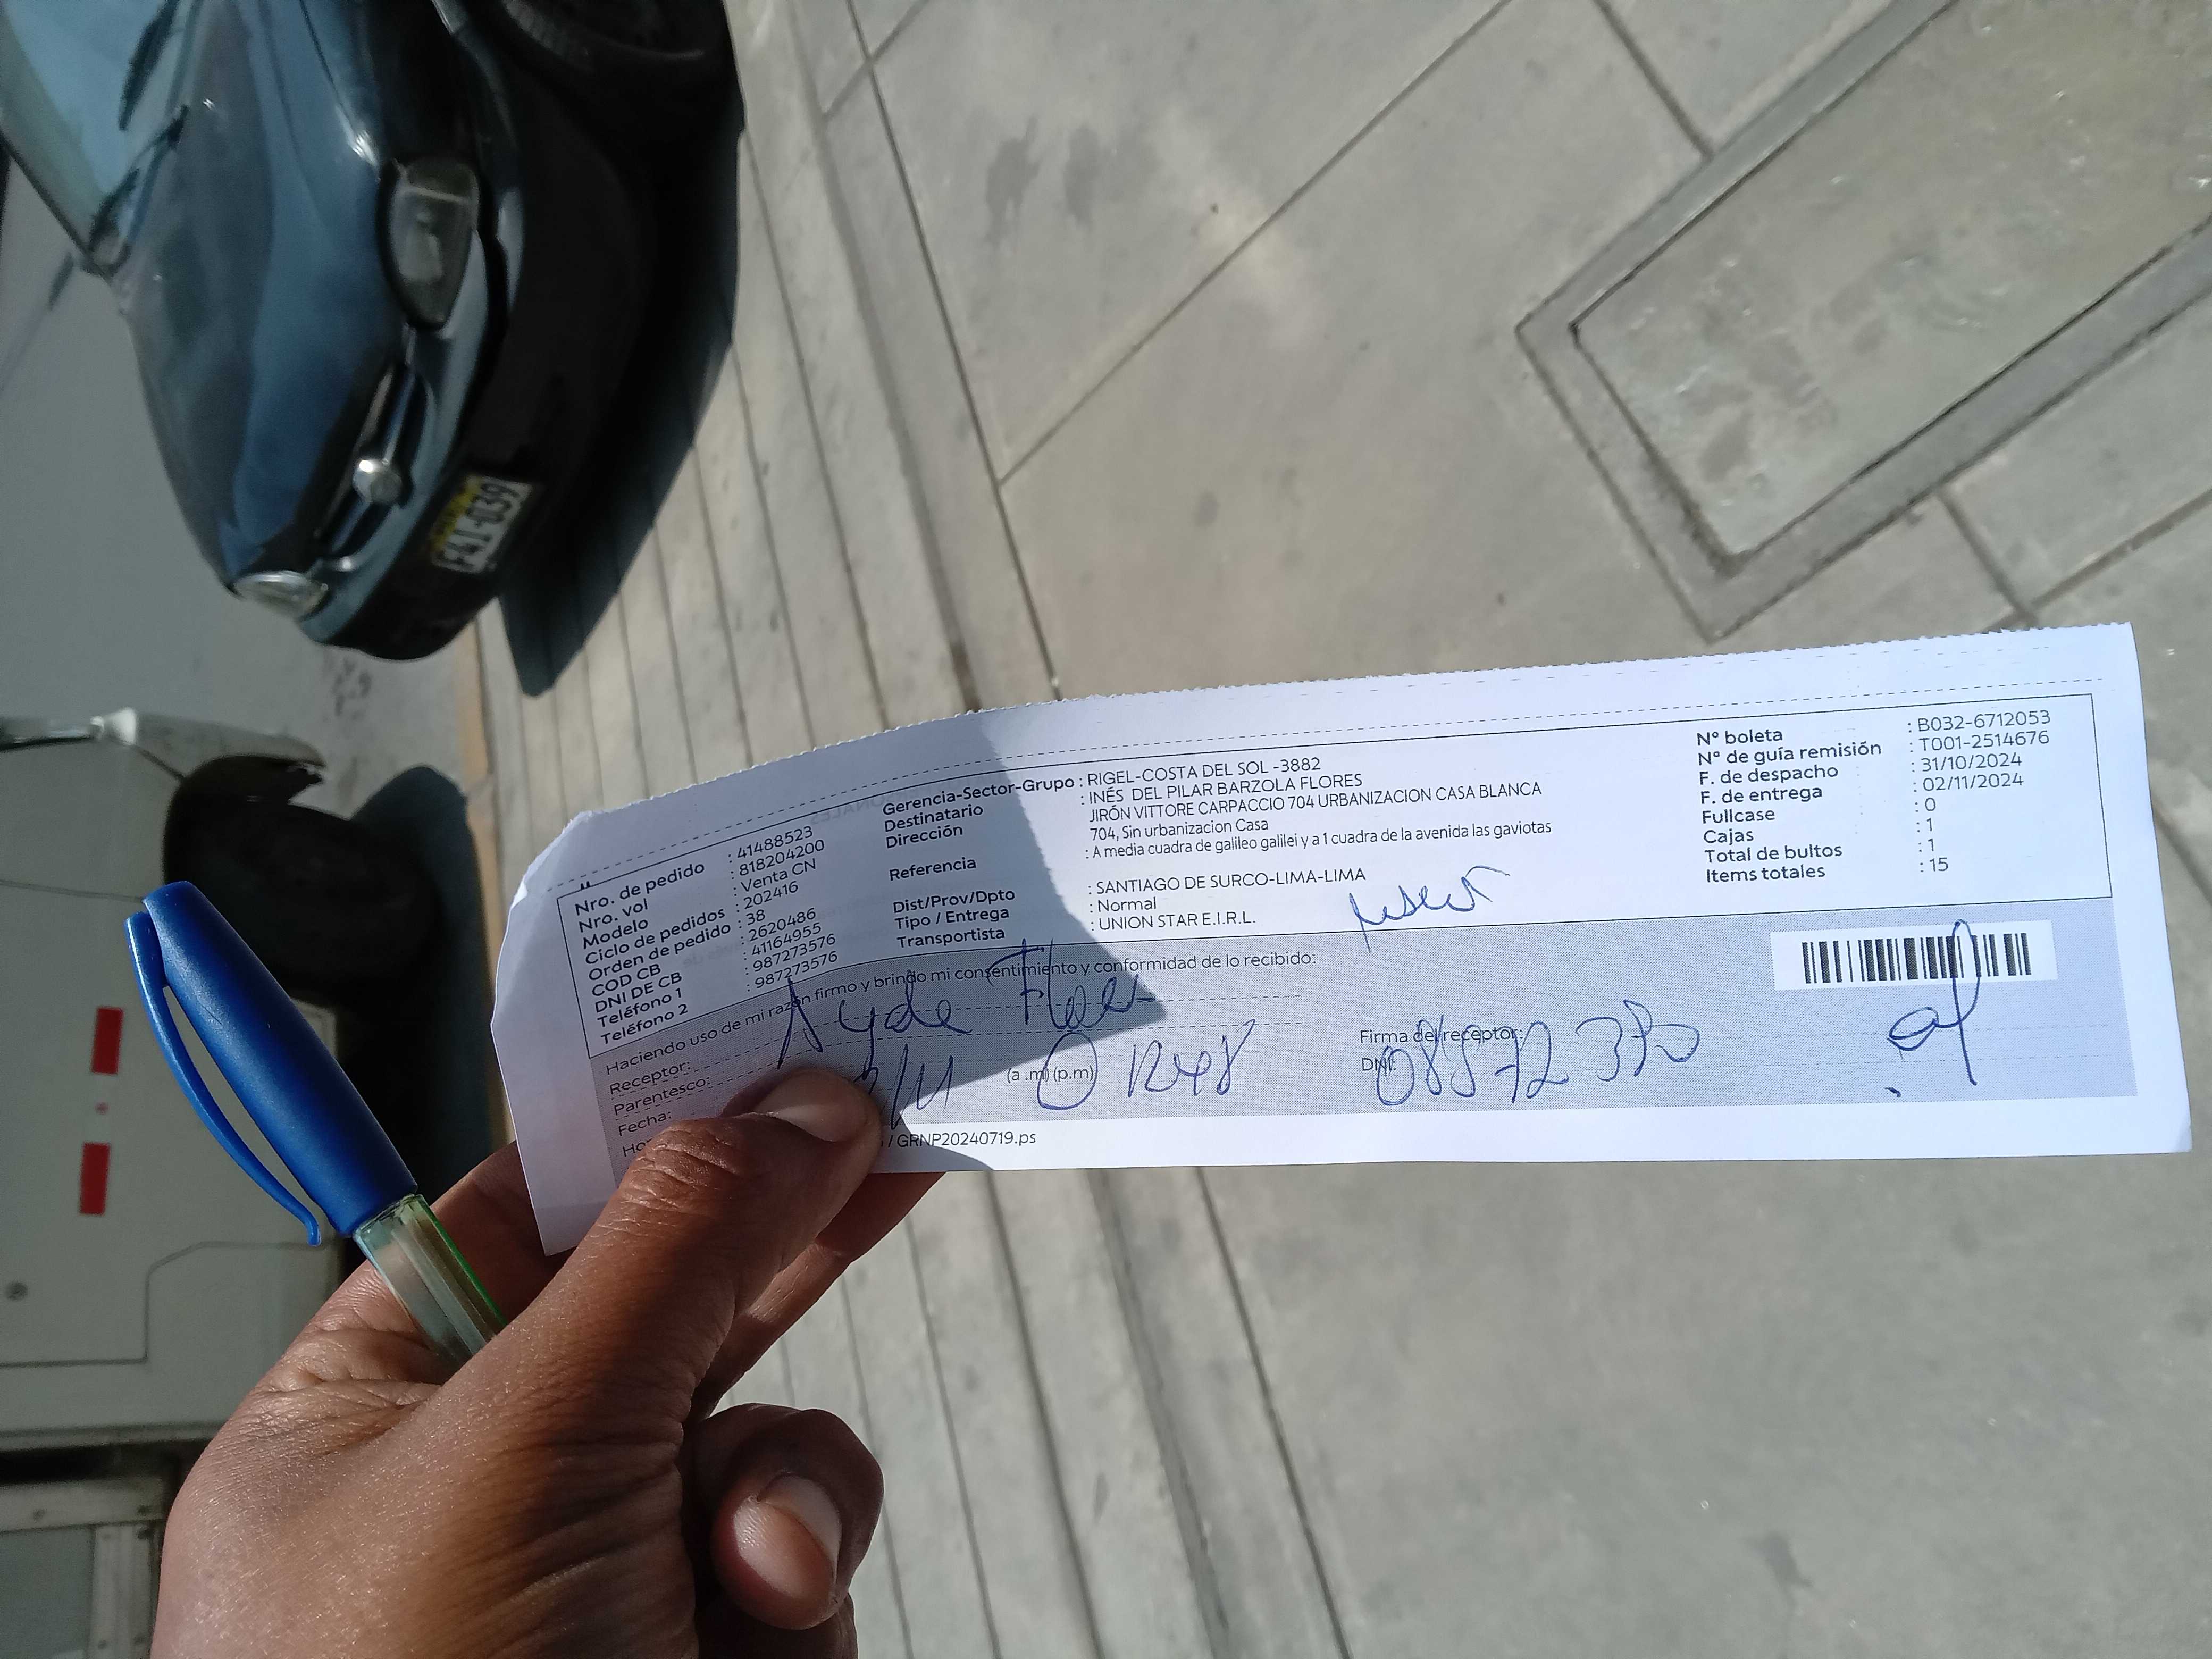 Nro. de pedido : 41488523
Nro. vol : 818204200
Modelo : Venta CN
Ciclo de pedidos : 202416
Orden de pedido : 38
COD CB : 2620486
DNI DE CB : 41164955
Teléfono 1 : 987273576
Teléfono 2 : 987273576
Gerencia-Sector-Grupo : RIGEL-COSTA DEL SOL -3882
Destinatario : INÉS DEL PILAR BARZOLA FLORES
Dirección JIRÓN VITTORE CARPACCIO 704 URBANIZACION CASA BLANCA
704, Sin urbanizacion Casa
Referencia : A media cuadra de galileo galilei y a 1 cuadra de la avenida las gaviotas
Dist/Prov/Dpto : SANTIAGO DE SURCO-LIMA-LIMA
Tipo / Entrega : Normal
Transportista : UNION STAR E.I.R.L.
Nº boleta : B032-6712053
Nº de guía remisión : T001-2514676
F. de despacho : 31/10/2024
F. de entrega : 02/11/2024
Fullcase : 0
Cajas : 1
Total de bultos : 1
Items totales : 15
Haciendo uso de mi razón firmo y brindo mi consentimiento y conformidad de lo recibido:
Receptor:
Parentesco:
Fecha:
(a .m) (p.m)
Firma del receptor:
DNI:
/ GRNP20240719.ps
F4I-039